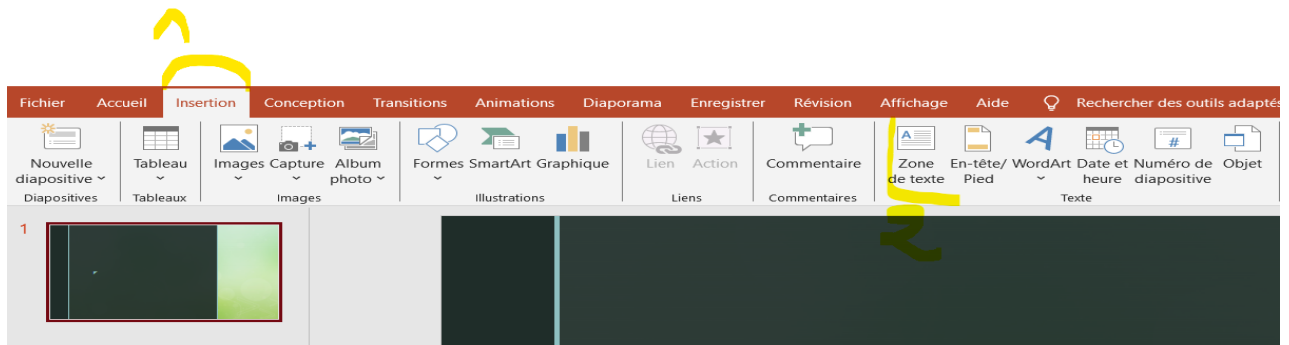 Fichier Accueil Insertion Conception Transitions Animations Diaporama Enregistrer Révision Affichage Aide Rechercher des outils adaptés
Nouvelle Tableau Images Capture Album Formes SmartArt Graphique Lien Action Commentaire Zone En-tête/ WordArt Date et Numéro de Objet
diapositive photo de texte Pied heure diapositive
Diapositives Tableaux Images Illustrations Liens Commentaires Texte
1